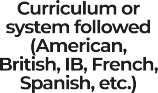 Curriculum or
system followed
(American,
British, IB, French,
Spanish, etc.)